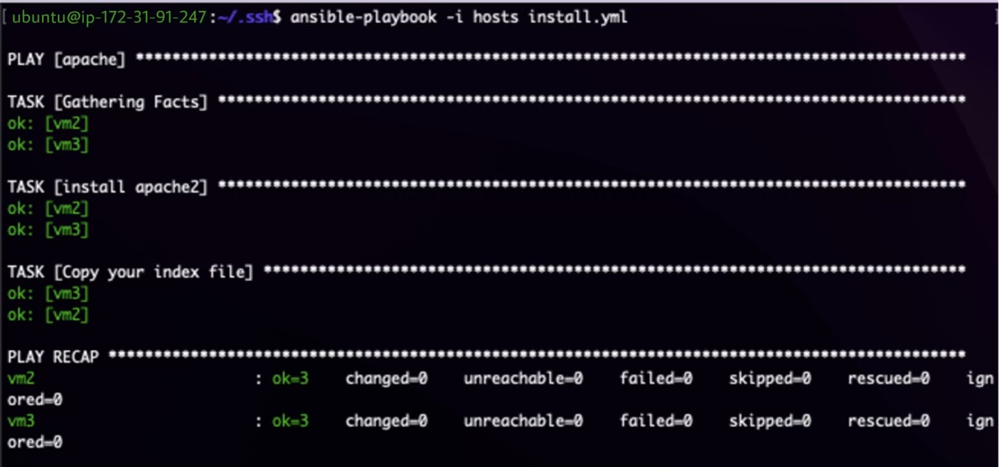 [ ubuntu@ip-172-31-91-247:~/.ssh$ ansible-playbook -i hosts install.yml ]
PLAY [apache] *******************************************************************************************
TASK [Gathering Facts] **********************************************************************************
ok: [vm2]
ok: [vm3]
TASK [install apache2] **********************************************************************************
ok: [vm2]
ok: [vm3]
TASK [Copy your index file] *****************************************************************************
ok: [vm3]
ok: [vm2]
PLAY RECAP **********************************************************************************************
vm2                        : ok=3    changed=0    unreachable=0    failed=0    skipped=0    rescued=0    ign
ored=0
vm3                        : ok=3    changed=0    unreachable=0    failed=0    skipped=0    rescued=0    ign
ored=0